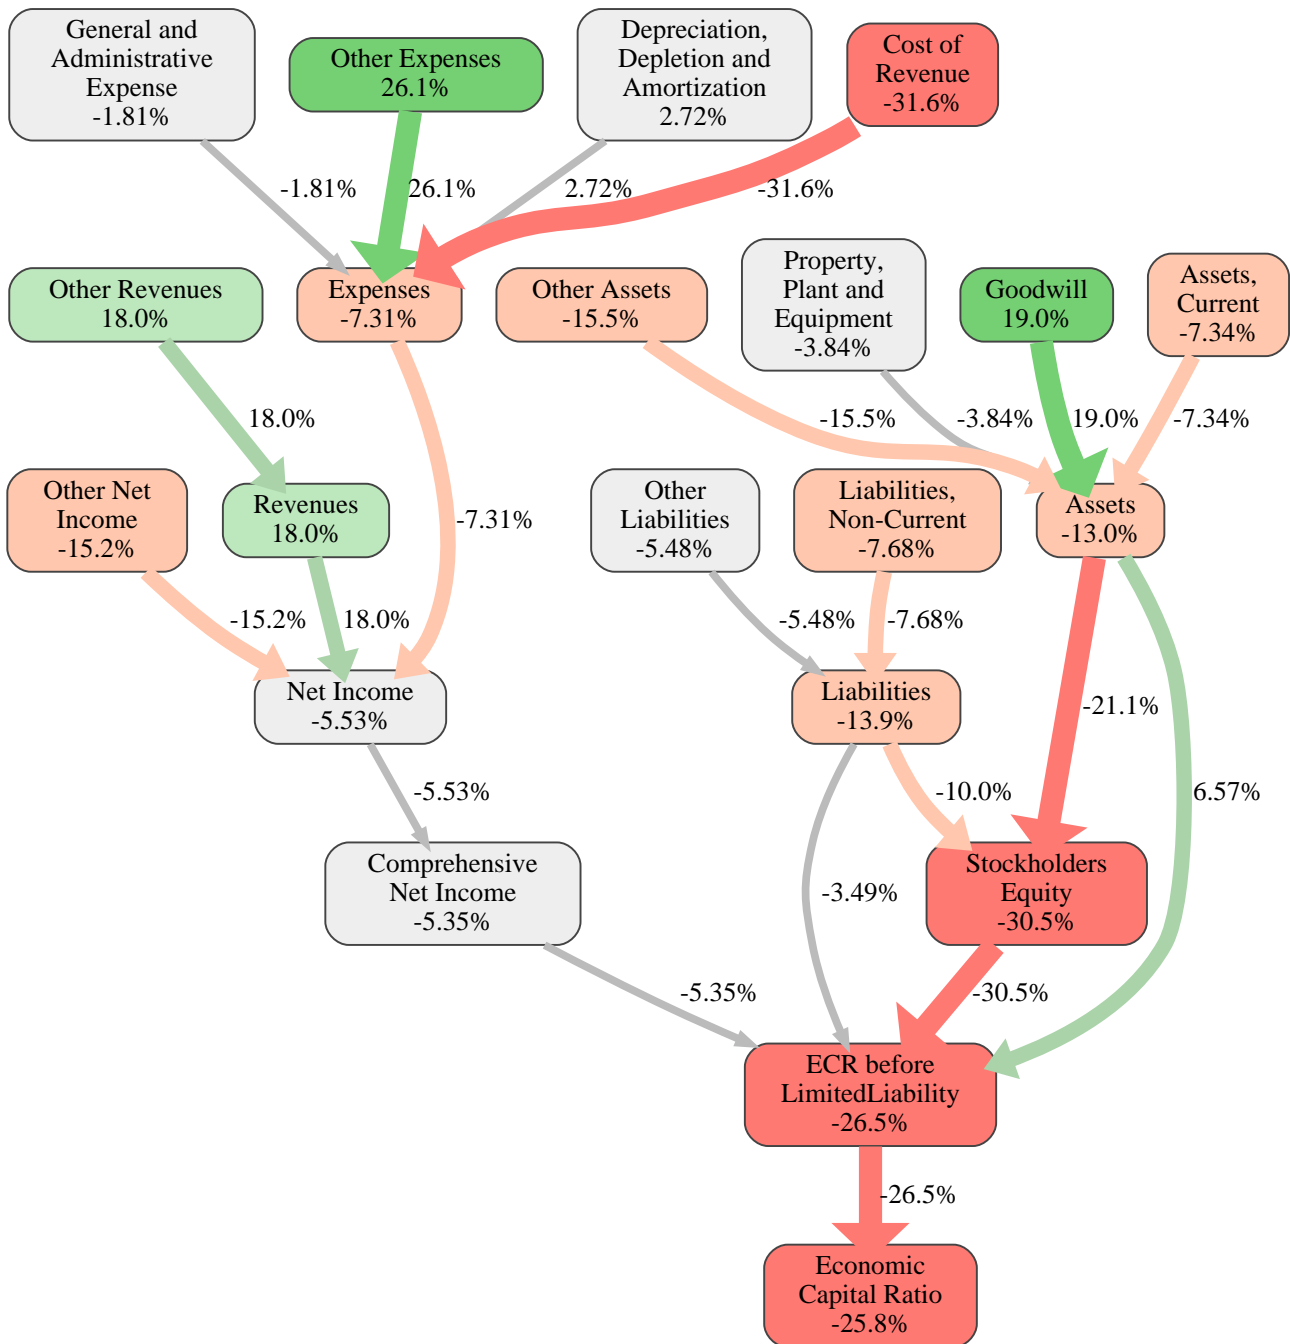 General and
Administrative
Expense
-1.81%
Other Expenses
26.1%
Depreciation,
Depletion and
Amortization
2.72%
Cost of
Revenue
-31.6%
-1.81%
26.1%
2.72%
-31.6%
Other Revenues
18.0%
Expenses
-7.31%
Other Assets
-15.5%
Property,
Plant and
Equipment
-3.84%
Goodwill
19.0%
Assets,
Current
-7.34%
18.0%
-15.5%
-3.84%
19.0%
-7.34%
Other Net
Income
-15.2%
Revenues
18.0%
-7.31%
Other
Liabilities
-5.48%
Liabilities,
Non-Current
-7.68%
Assets
-13.0%
-15.2%
18.0%
-5.48%
-7.68%
Net Income
-5.53%
Liabilities
-13.9%
-21.1%
-5.53%
-10.0%
6.57%
Comprehensive
Net Income
-5.35%
-3.49%
Stockholders
Equity
-30.5%
-5.35%
-30.5%
ECR before
LimitedLiability
-26.5%
-26.5%
Economic
Capital Ratio
-25.8%